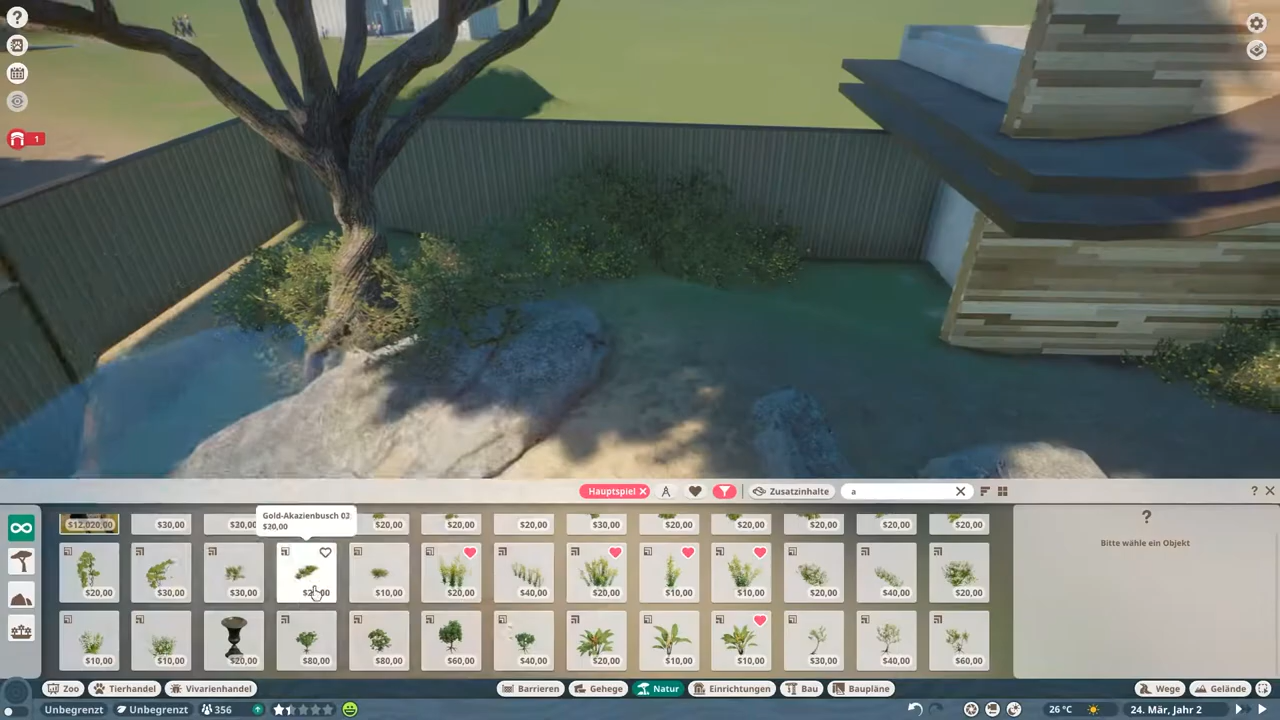 1
Hauptspiel ✕
Zusatzinhalte
a
?
Gold-Akazienbusch 03
$30,00
$12.020,00 $30,00 $30,00 $20,00 $20,00 $20,00 $30,00 $20,00 $20,00 $20,00 $20,00 $20,00
?
Bitte wähle ein Objekt
$20,00 $30,00 $30,00 $10,00 $20,00 $40,00 $20,00 $10,00 $10,00 $20,00 $40,00 $20,00
$10,00 $10,00 $20,00 $80,00 $80,00 $60,00 $40,00 $20,00 $10,00 $10,00 $30,00 $40,00 $60,00
Zoo Tierhandel Vivarienhandel Barrieren Gehege Natur Einrichtungen Bau Baupläne Wege Gelände
Unbegrenzt Unbegrenzt 356 26 °C 24. Mär, Jahr 2